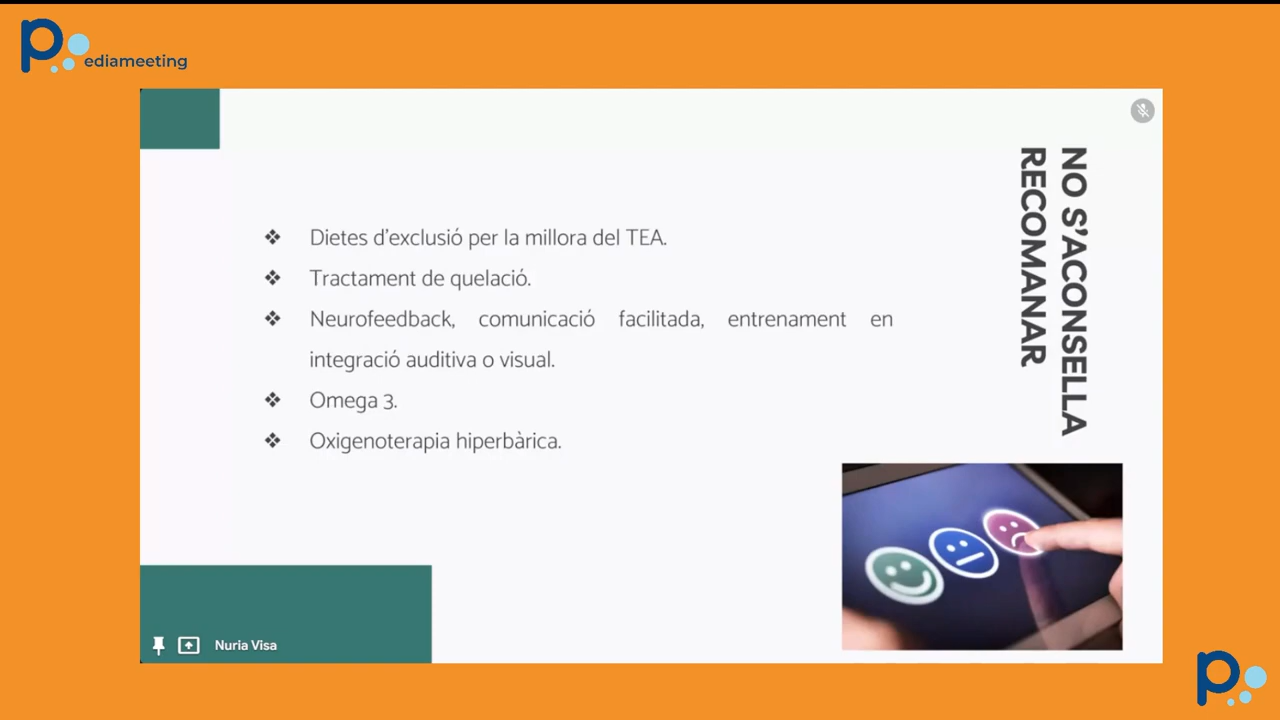 Pediameeting
NO S'ACONSELLA
RECOMANAR
❖ Dietes d'exclusió per la millora del TEA.
❖ Tractament de quelació.
❖ Neurofeedback, comunicació facilitada, entrenament en
integració auditiva o visual.
❖ Omega 3.
❖ Oxigenoterapia hiperbàrica.
Nuria Visa
P